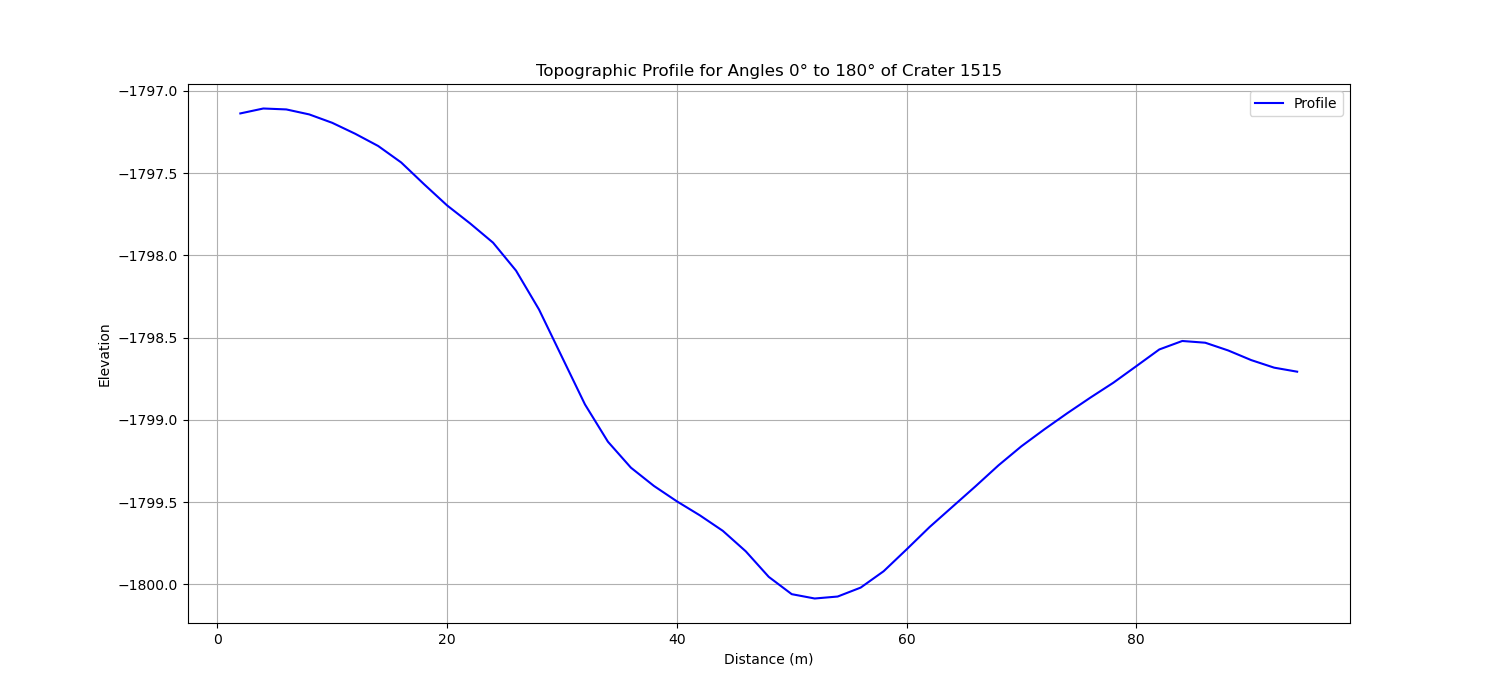 Topographic Profile for Angles 0° to 180° of Crater 1515
Profile
−1797.0
−1797.5
−1798.0
−1798.5
−1799.0
−1799.5
−1800.0
Elevation
0 20 40 60 80
Distance (m)